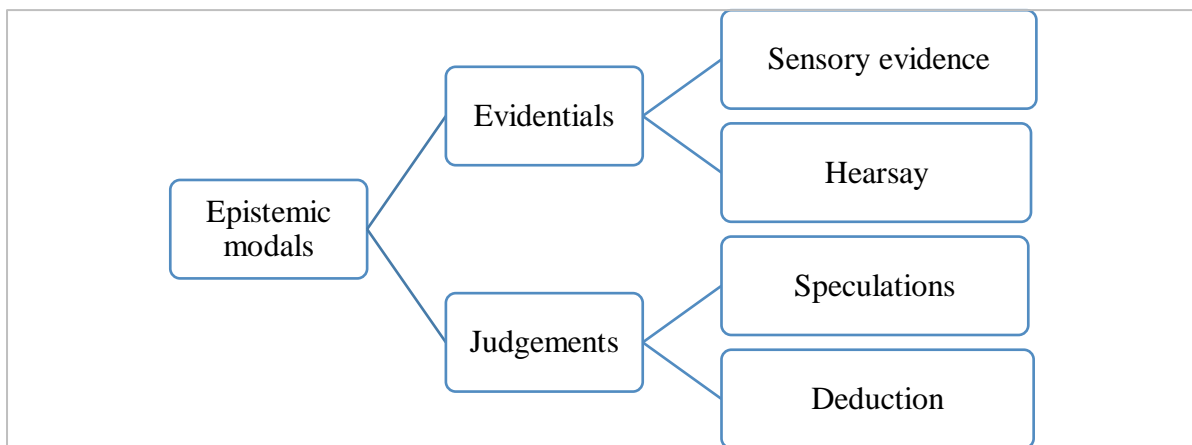 Epistemic
modals
Evidentials
Sensory evidence
Hearsay
Judgements
Speculations
Deduction